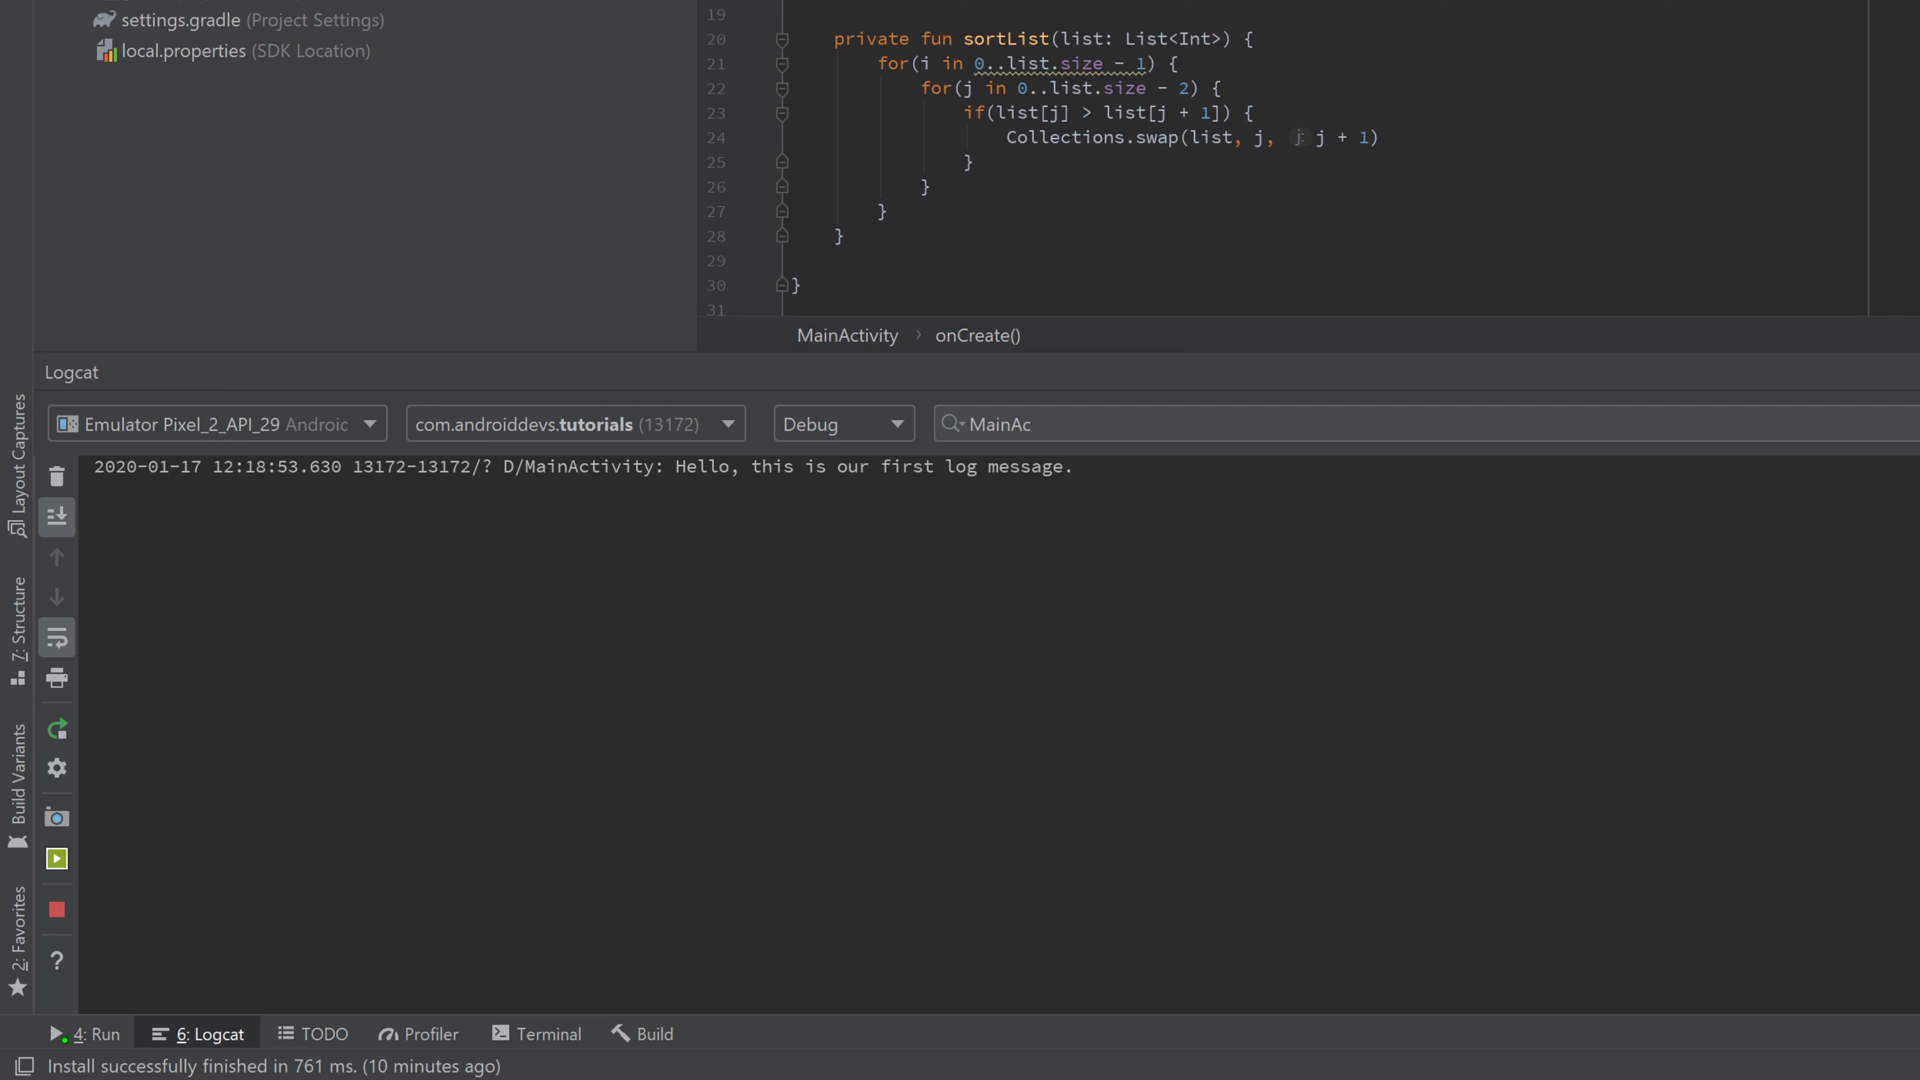 settings.gradle (Project Settings)
local.properties (SDK Location)
19
20 private fun sortList(list: List<Int>) {
21 for(i in 0..list.size - 1) {
22 for(j in 0..list.size - 2) {
23 if(list[j] > list[j + 1]) {
24 Collections.swap(list, j, j: j + 1)
25 }
26 }
27 }
28 }
29
30 }
31
MainActivity › onCreate()
Logcat
Emulator Pixel_2_API_29 Androic
com.androiddevs.tutorials (13172)
Debug
MainAc
2020-01-17 12:18:53.630 13172-13172/? D/MainActivity: Hello, this is our first log message.
Layout Captures
7: Structure
Build Variants
2: Favorites
4: Run
6: Logcat
TODO
Profiler
Terminal
Build
Install successfully finished in 761 ms. (10 minutes ago)